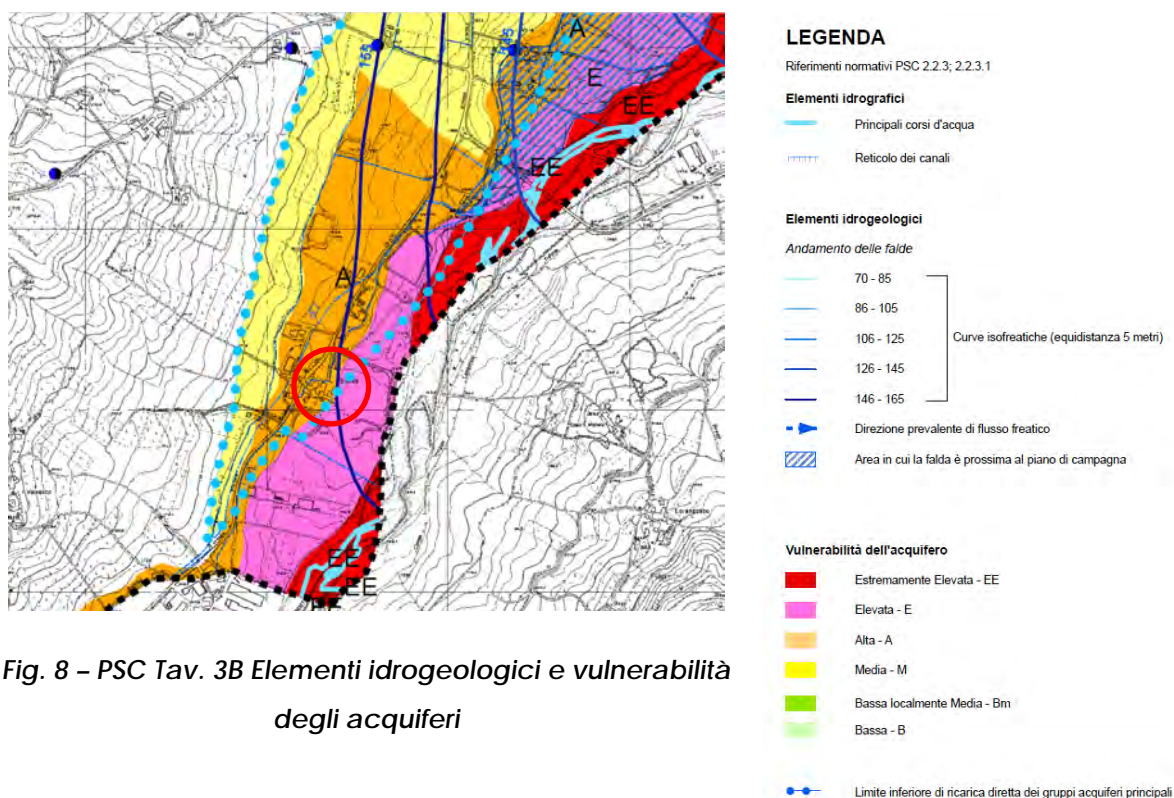 155
145
A
E
EE
EE
A
EE
EE
EE
Fig. 8 – PSC Tav. 3B Elementi idrogeologici e vulnerabilità
degli acquiferi
LEGENDA
Riferimenti normativi PSC 2.2.3; 2.2.3.1
Elementi idrografici
Principali corsi d'acqua
Reticolo dei canali
Elementi idrogeologici
Andamento delle falde
70 - 85
86 - 105
106 - 125
126 - 145
146 - 165
Curve isofreatiche (equidistanza 5 metri)
Direzione prevalente di flusso freatico
Area in cui la falda è prossima al piano di campagna
Vulnerabilità dell'acquifero
Estremamente Elevata - EE
Elevata - E
Alta - A
Media - M
Bassa localmente Media - Bm
Bassa - B
Limite inferiore di ricarica diretta dei gruppi acquiferi principali